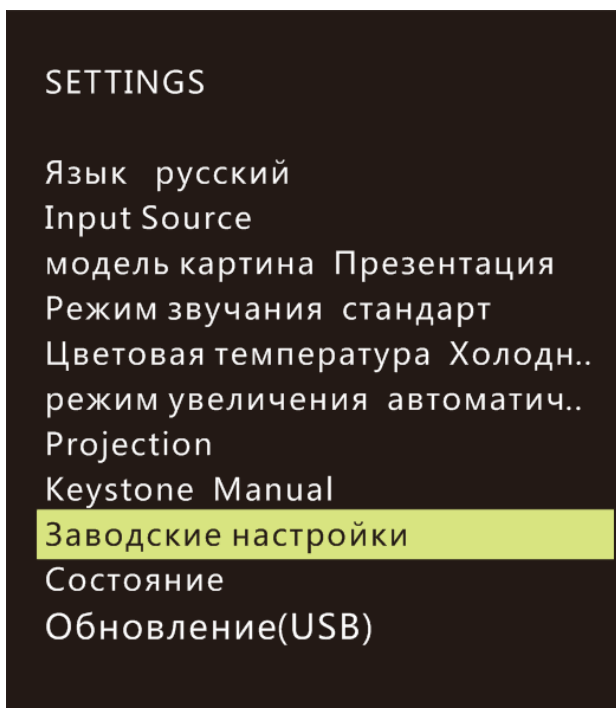 SETTINGS
Язык русский
Input Source
модель картина Презентация
Режим звучания стандарт
Цветовая температура Холодн..
режим увеличения автоматич..
Projection
Keystone Manual
Заводские настройки
Состояние
Обновление(USB)